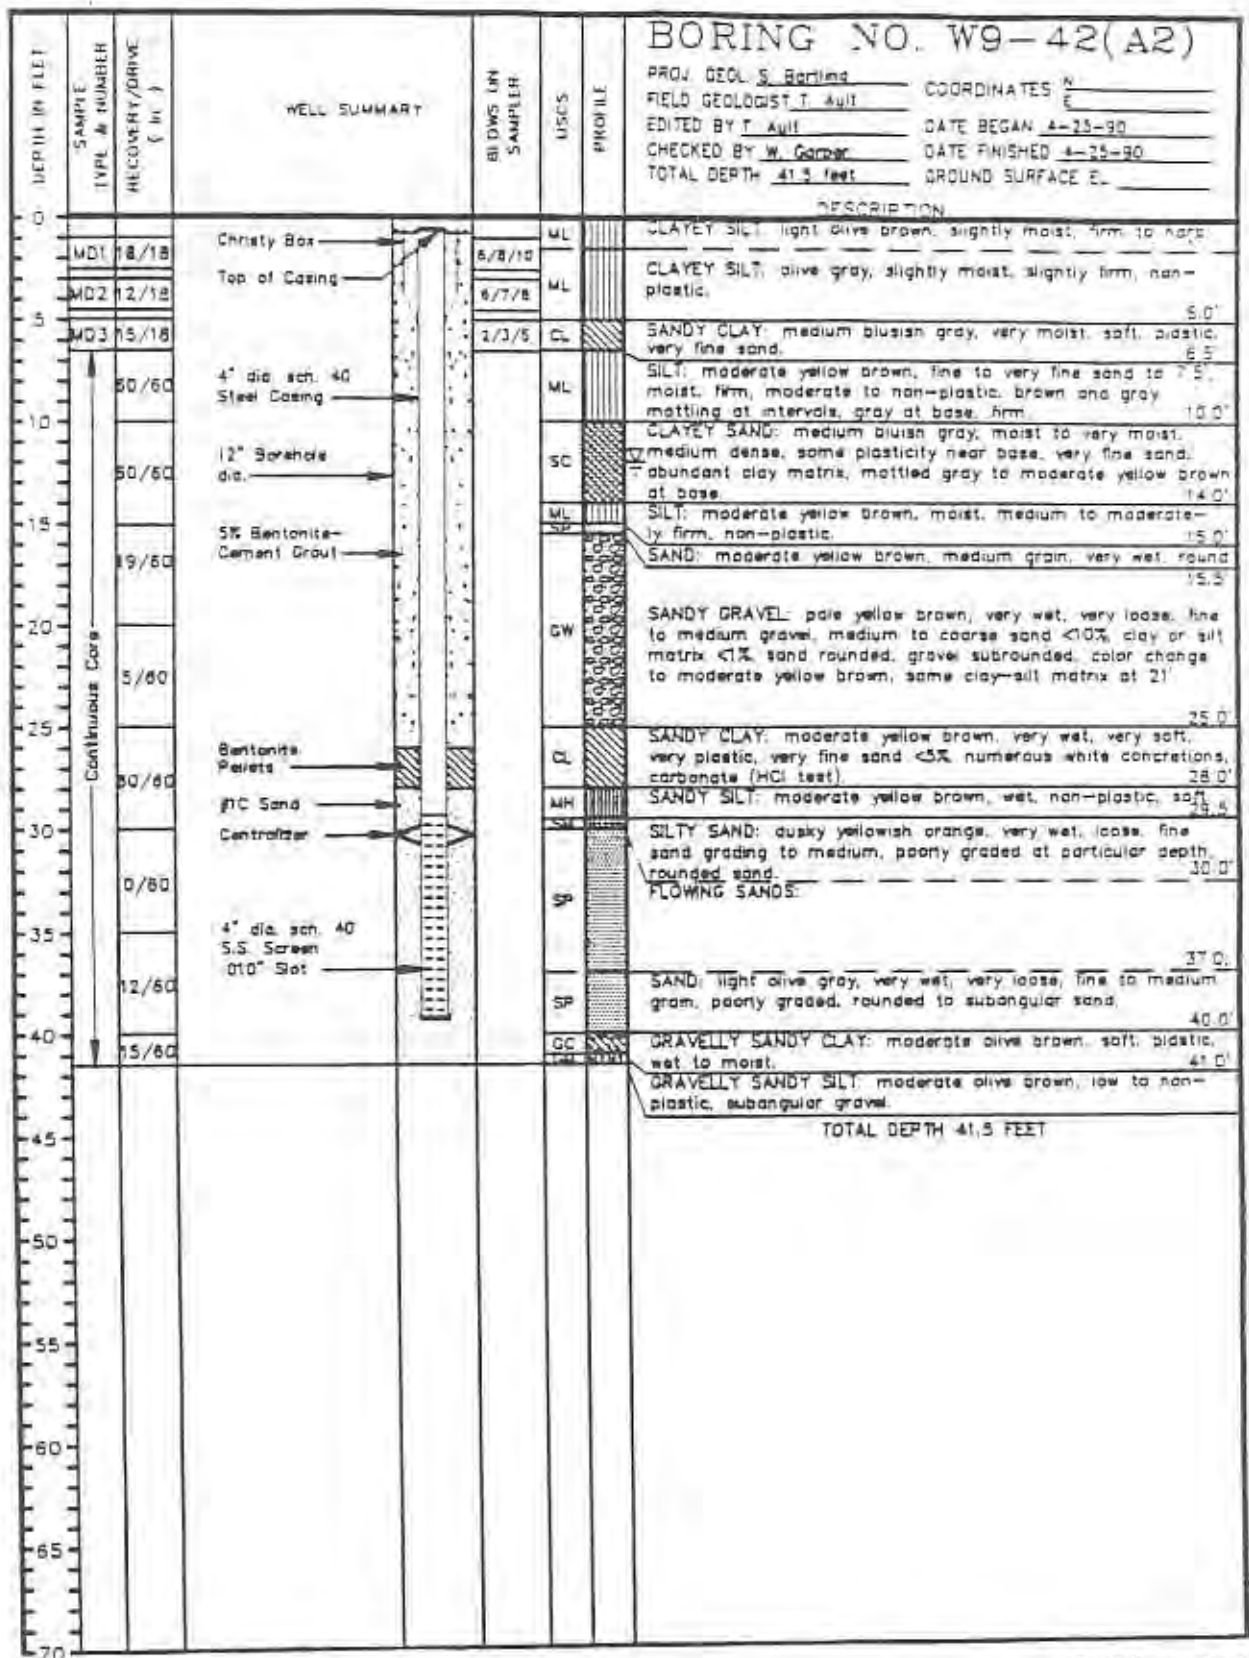 BORING NO. W9-42(A2)
PROJ. GEOL. S. Bartling
FIELD GEOLOGIST T. Ault
EDITED BY T. Ault
CHECKED BY W. Garber
TOTAL DEPTH 41.5 feet
COORDINATES N
E
DATE BEGAN 4-25-90
DATE FINISHED 4-25-90
GROUND SURFACE EL.
DESCRIPTION
DEPTH IN FEET
SAMPLE
TYPE & NUMBER
RECOVERY/DRIVE
( in )
WELL SUMMARY
BLOWS ON
SAMPLER
USCS
PROFILE
0
5
10
15
20
25
30
35
40
45
50
55
60
65
70
MD1 18/18
MD2 12/18
MD3 15/18
Continuous Core
60/60
60/60
5/60
0/60
12/60
15/60
Christy Box
Top of Casing
4" dia. sch. 40
Steel Casing
12" Borehole
dia.
5% Bentonite-
Cement Grout
Bentonite
Pellets
#1C Sand
Centralizer
4" dia. sch. 40
S.S. Screen
.010" Slot
6/8/10
6/7/8
2/3/5
ML
ML
CL
ML
SC
ML
SP
GW
CL
MH
SM
SP
SP
GC
GM
CLAYEY SILT: light olive brown, slightly moist, firm to hard
CLAYEY SILT: olive gray, slightly moist, slightly firm, non-
plastic.
5.0'
SANDY CLAY: medium bluish gray, very moist, soft, plastic,
very fine sand.
6.5'
SILT: moderate yellow brown, fine to very fine sand to 7.5',
moist, firm, moderate to non-plastic, brown and gray
mottling at intervals, gray at base, firm.
10.0'
CLAYEY SAND: medium bluish gray, moist to very moist,
medium dense, some plasticity near base, very fine sand,
abundant clay matrix, mottled gray to moderate yellow brown
at base.
14.0'
SILT: moderate yellow brown, moist, medium to moderate-
ly firm, non-plastic.
15.0'
SAND: moderate yellow brown, medium grain, very wet, round
15.5'
SANDY GRAVEL: pale yellow brown, very wet, very loose, fine
to medium gravel, medium to coarse sand <10%, clay or silt
matrix <1%, sand rounded, gravel subrounded, color change
to moderate yellow brown, some clay-silt matrix at 21'
25.0'
SANDY CLAY: moderate yellow brown, very wet, very soft,
very plastic, very fine sand <5%, numerous white concretions,
carbonate (HCl test).
28.0'
SANDY SILT: moderate yellow brown, wet, non-plastic, soft
29.5'
SILTY SAND: dusky yellowish orange, very wet, loose, fine
sand grading to medium, poorly graded at particular depth,
rounded sand.
30.0'
FLOWING SANDS:
37.0'
SAND: light olive gray, very wet, very loose, fine to medium
grain, poorly graded, rounded to subangular sand.
40.0'
GRAVELLY SANDY CLAY: moderate olive brown, soft, plastic,
wet to moist.
41.0'
GRAVELLY SANDY SILT: moderate olive brown, low to non-
plastic, subangular gravel.
TOTAL DEPTH 41.5 FEET